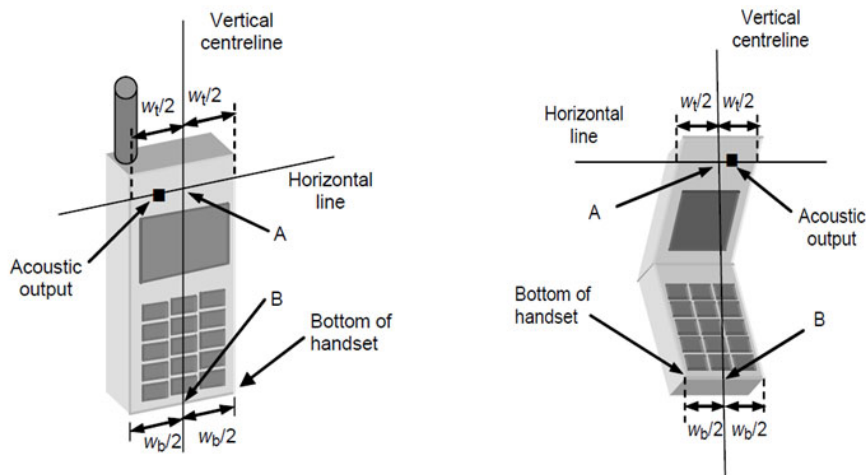 Vertical
centreline
wt/2
wt/2
Horizontal
line
A
Acoustic
output
B
Bottom of
handset
wb/2
wb/2
Vertical
centreline
wt/2
wt/2
Horizontal
line
A
Acoustic
output
Bottom of
handset
B
wb/2
wb/2